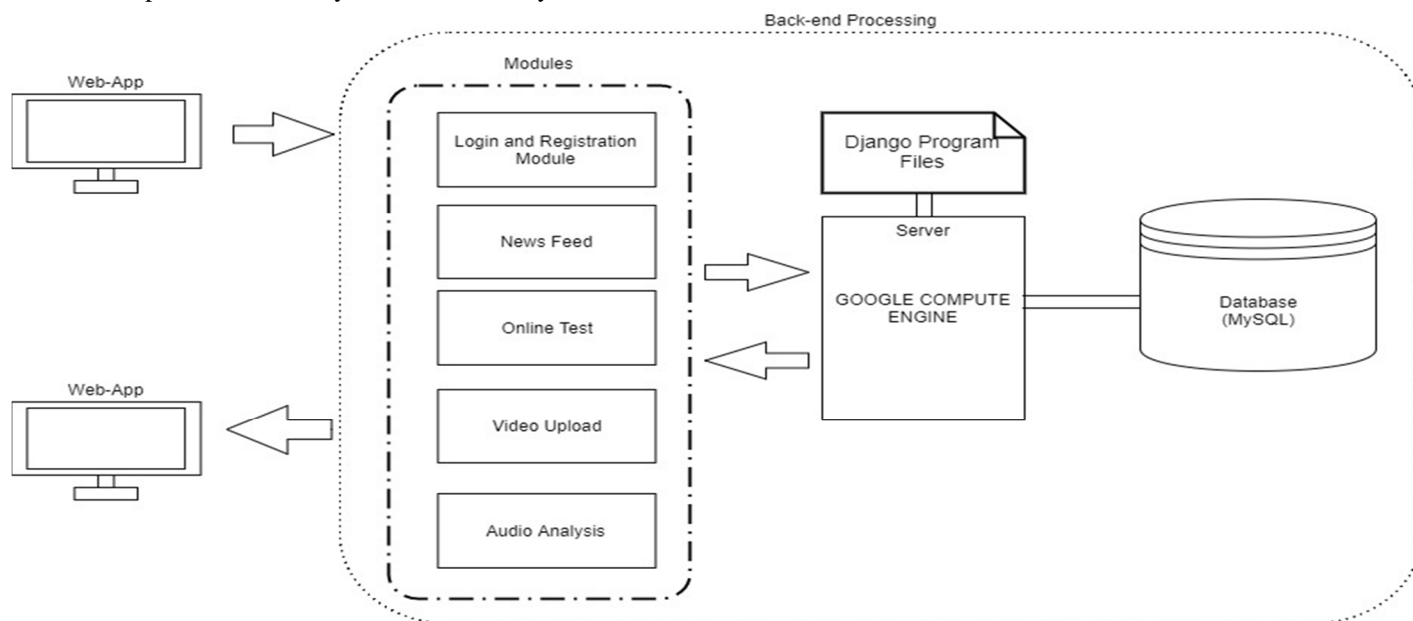 Back-end Processing
Web-App
Modules
Login and Registration
Module
News Feed
Online Test
Video Upload
Audio Analysis
Django Program
Files
Server
GOOGLE COMPUTE
ENGINE
Database
(MySQL)
Web-App